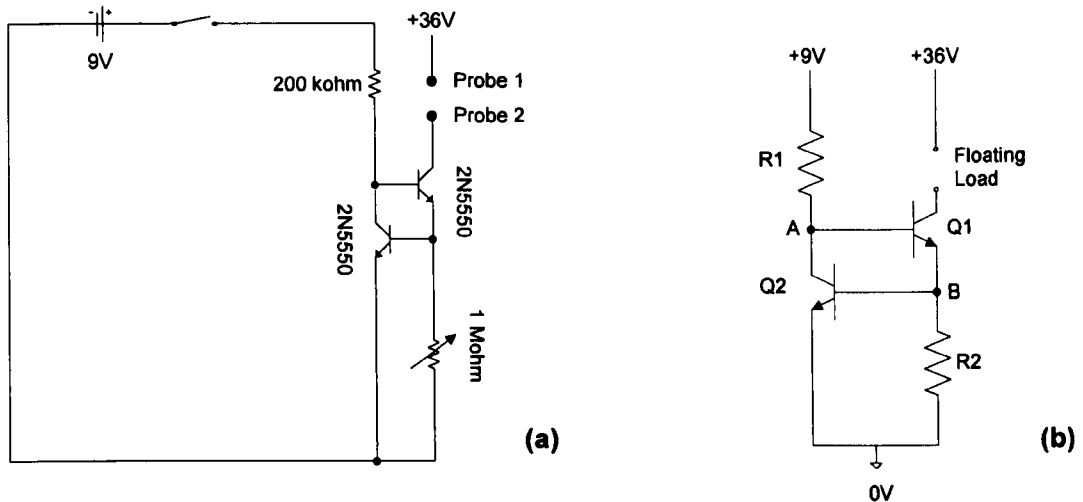 - +
9V
+36V
200 kohm
Probe 1
Probe 2
2N5550
2N5550
1 Mohm
(a)
+9V
+36V
R1
Floating
Load
A
Q1
Q2
B
R2
0V
(b)